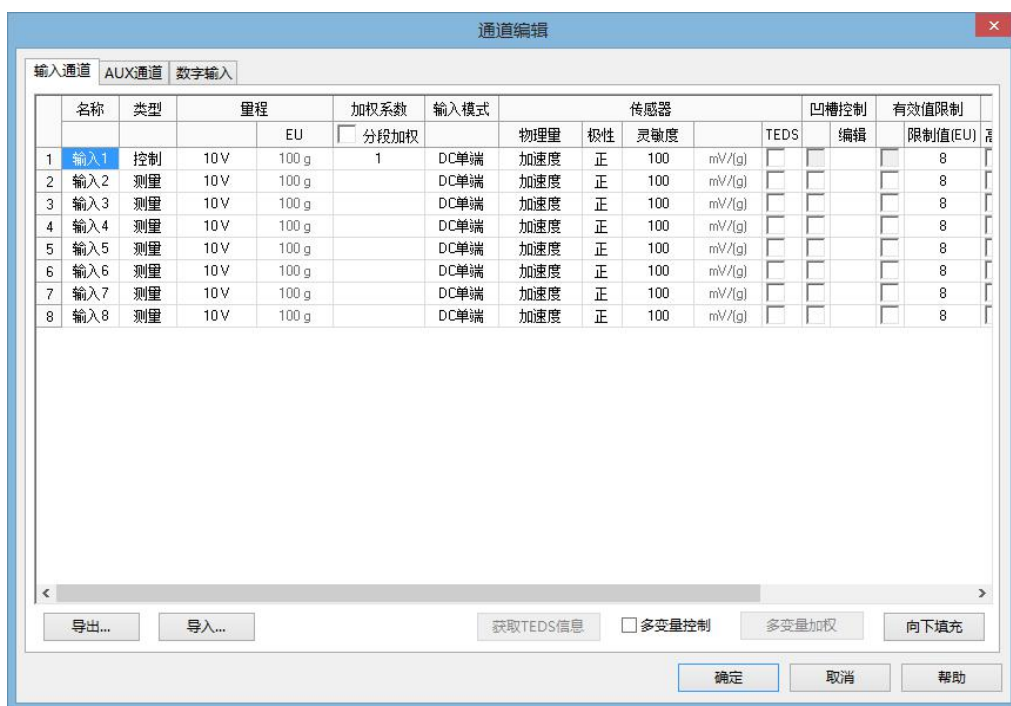 通道编辑
输入通道 AUX通道 数字输入
名称 类型 量程 加权系数 输入模式 传感器 凹槽控制 有效值限制
EU 分段加权 物理量 极性 灵敏度 TEDS 编辑 限制值(EU)
1 输入1 控制 10V 100 g 1 DC单端 加速度 正 100 mV/(g) 8
2 输入2 测量 10V 100 g DC单端 加速度 正 100 mV/(g) 8
3 输入3 测量 10V 100 g DC单端 加速度 正 100 mV/(g) 8
4 输入4 测量 10V 100 g DC单端 加速度 正 100 mV/(g) 8
5 输入5 测量 10V 100 g DC单端 加速度 正 100 mV/(g) 8
6 输入6 测量 10V 100 g DC单端 加速度 正 100 mV/(g) 8
7 输入7 测量 10V 100 g DC单端 加速度 正 100 mV/(g) 8
8 输入8 测量 10V 100 g DC单端 加速度 正 100 mV/(g) 8
导出... 导入... 获取TEDS信息 多变量控制 多变量加权 向下填充
确定 取消 帮助